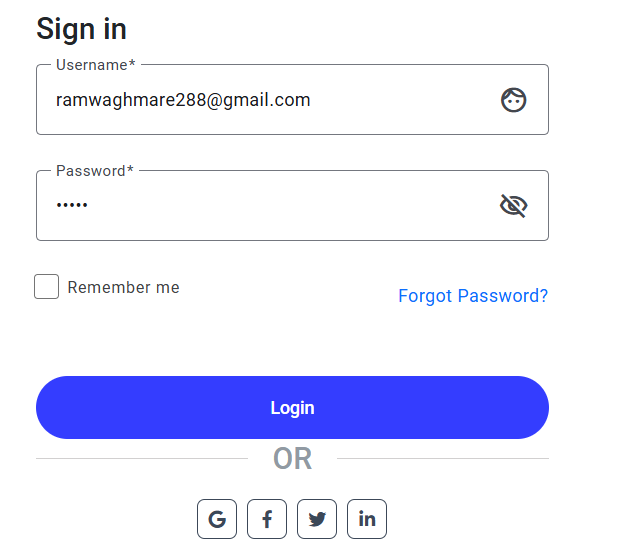 Sign in
Username*
ramwaghmare288@gmail.com
Password*
•••••
Remember me
Forgot Password?
Login
OR